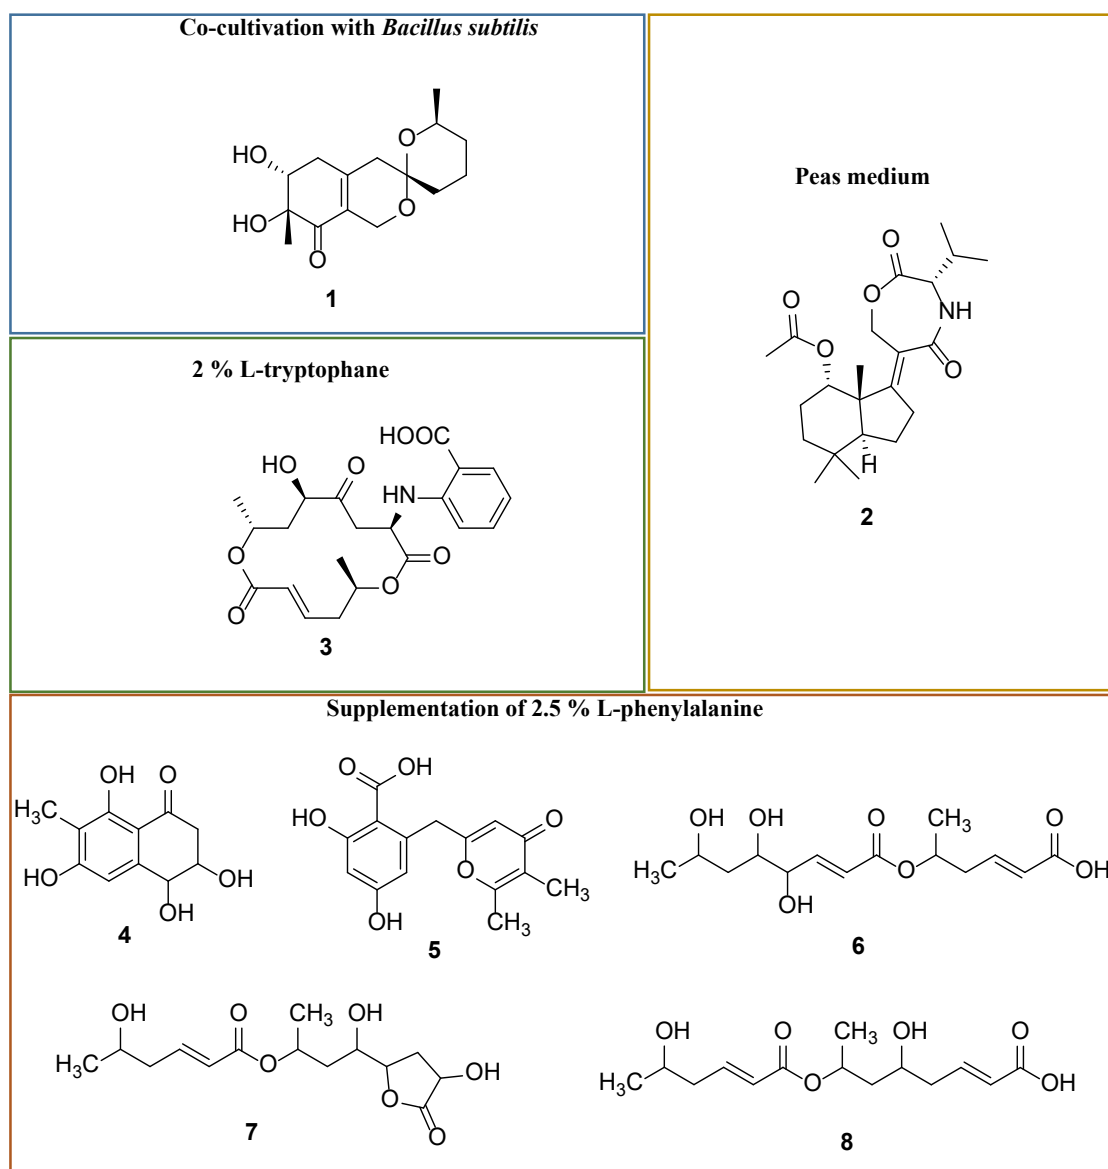 Co-cultivation with Bacillus subtilis
O
HO
HO
O
O
1
Peas medium
O
O
NH
O
O
O
H
2
2 % L-tryptophane
HOOC
HO
O
HN
O
O
O
O
3
Supplementation of 2.5 % L-phenylalanine
OH
O
H3C
HO
OH
OH
4
O
OH
HO
O
O
CH3
CH3
OH
5
OH
OH
O
CH3
O
H3C
O
OH
OH
6
OH
O
CH3
OH
H3C
O
OH
O
O
7
OH
O
CH3
OH
O
H3C
O
OH
8